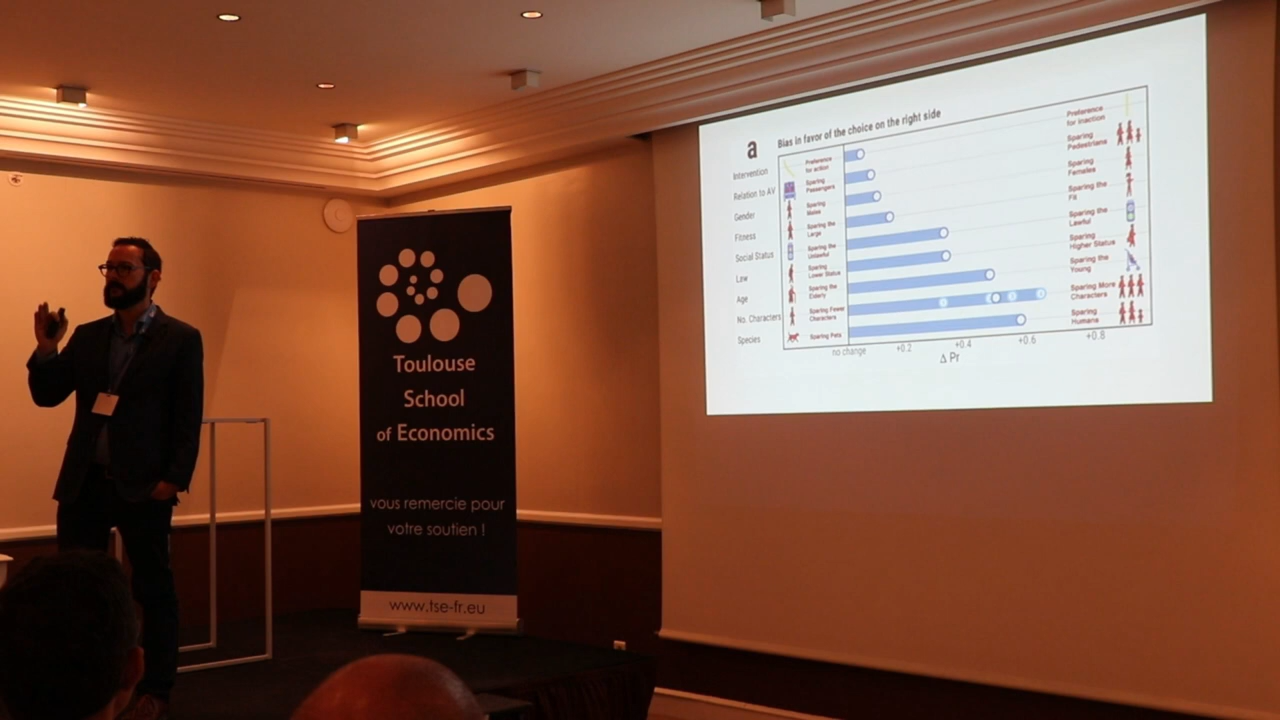 Toulouse
School
of Economics
vous remercie pour
votre soutien !
www.tse-fr.eu
a
Bias in favor of the choice on the right side
Intervention
Relation to AV
Gender
Fitness
Social Status
Law
Age
No. Characters
Species
Preference
for action
Sparing
Passengers
Sparing
Males
Sparing the
Large
Sparing the
Unlawful
Sparing
Lower Status
Sparing the
Elderly
Sparing Fewer
Characters
Sparing Pets
Preference
for inaction
Sparing
Pedestrians
Sparing
Females
Sparing the
Fit
Sparing the
Lawful
Sparing
Higher Status
Sparing the
Young
Sparing More
Characters
Sparing
Humans
no change
+0.2
+0.4
+0.6
+0.8
Δ Pr